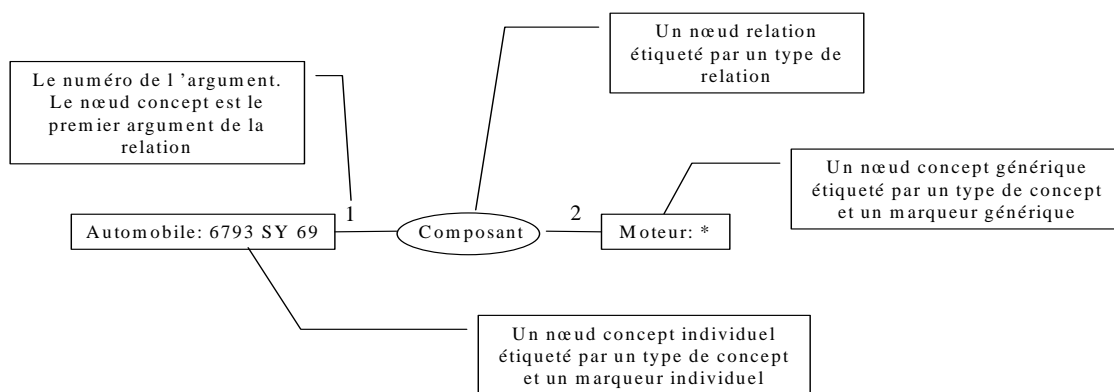 Un nœud relation
étiqueté par un type de
relation
Le numéro de l 'argument.
Le nœud concept est le
premier argument de la
relation
Un nœud concept générique
étiqueté par un type de concept
et un marqueur générique
1
2
Automobile: 6793 SY 69
Composant
Moteur: *
Un nœud concept individuel
étiqueté par un type de concept
et un marqueur individuel